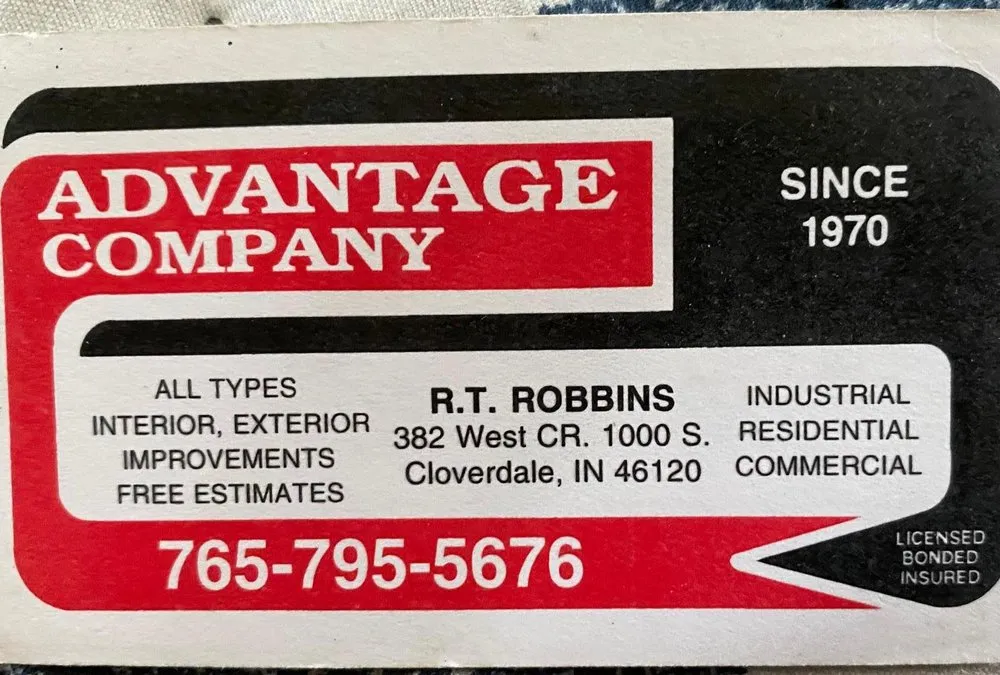 ADVANTAGE
COMPANY
SINCE
1970
ALL TYPES
INTERIOR, EXTERIOR
IMPROVEMENTS
FREE ESTIMATES
R.T. ROBBINS
382 West CR. 1000 S.
Cloverdale, IN 46120
INDUSTRIAL
RESIDENTIAL
COMMERCIAL
765-795-5676
LICENSED
BONDED
INSURED